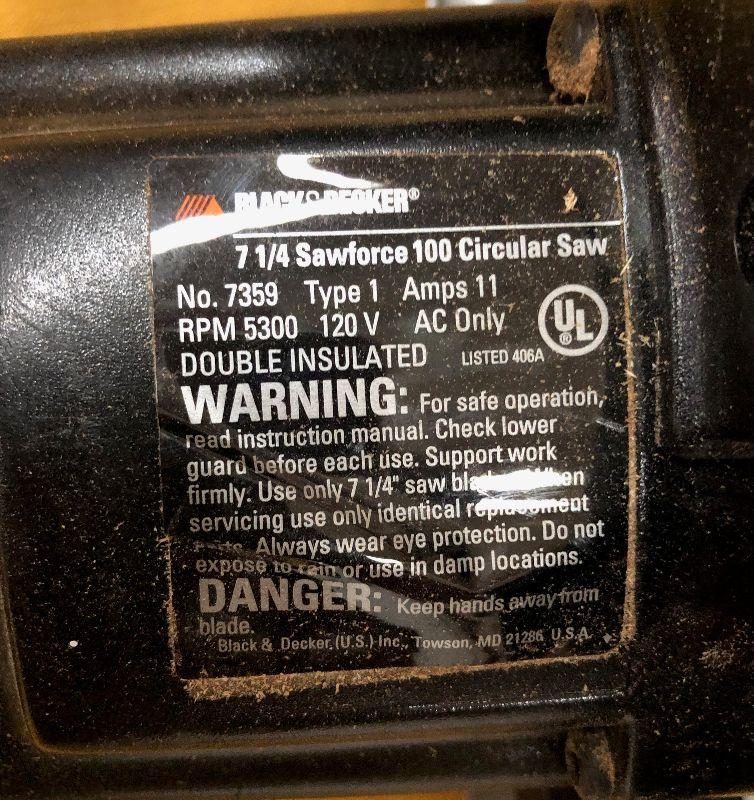 BLACK & DECKER®
7 1/4 Sawforce 100 Circular Saw
No. 7359 Type 1 Amps 11
RPM 5300 120 V AC Only
UL ®
DOUBLE INSULATED LISTED 406A
WARNING: For safe operation,
read instruction manual. Check lower
guard before each use. Support work
firmly. Use only 7 1/4" saw When
servicing use only identical replacement
Always wear eye protection. Do not
expose to rain or use in damp locations.
DANGER: Keep hands away from
blade.
Black & Decker (U.S.) Inc., Towson, MD 21286 U.S.A.